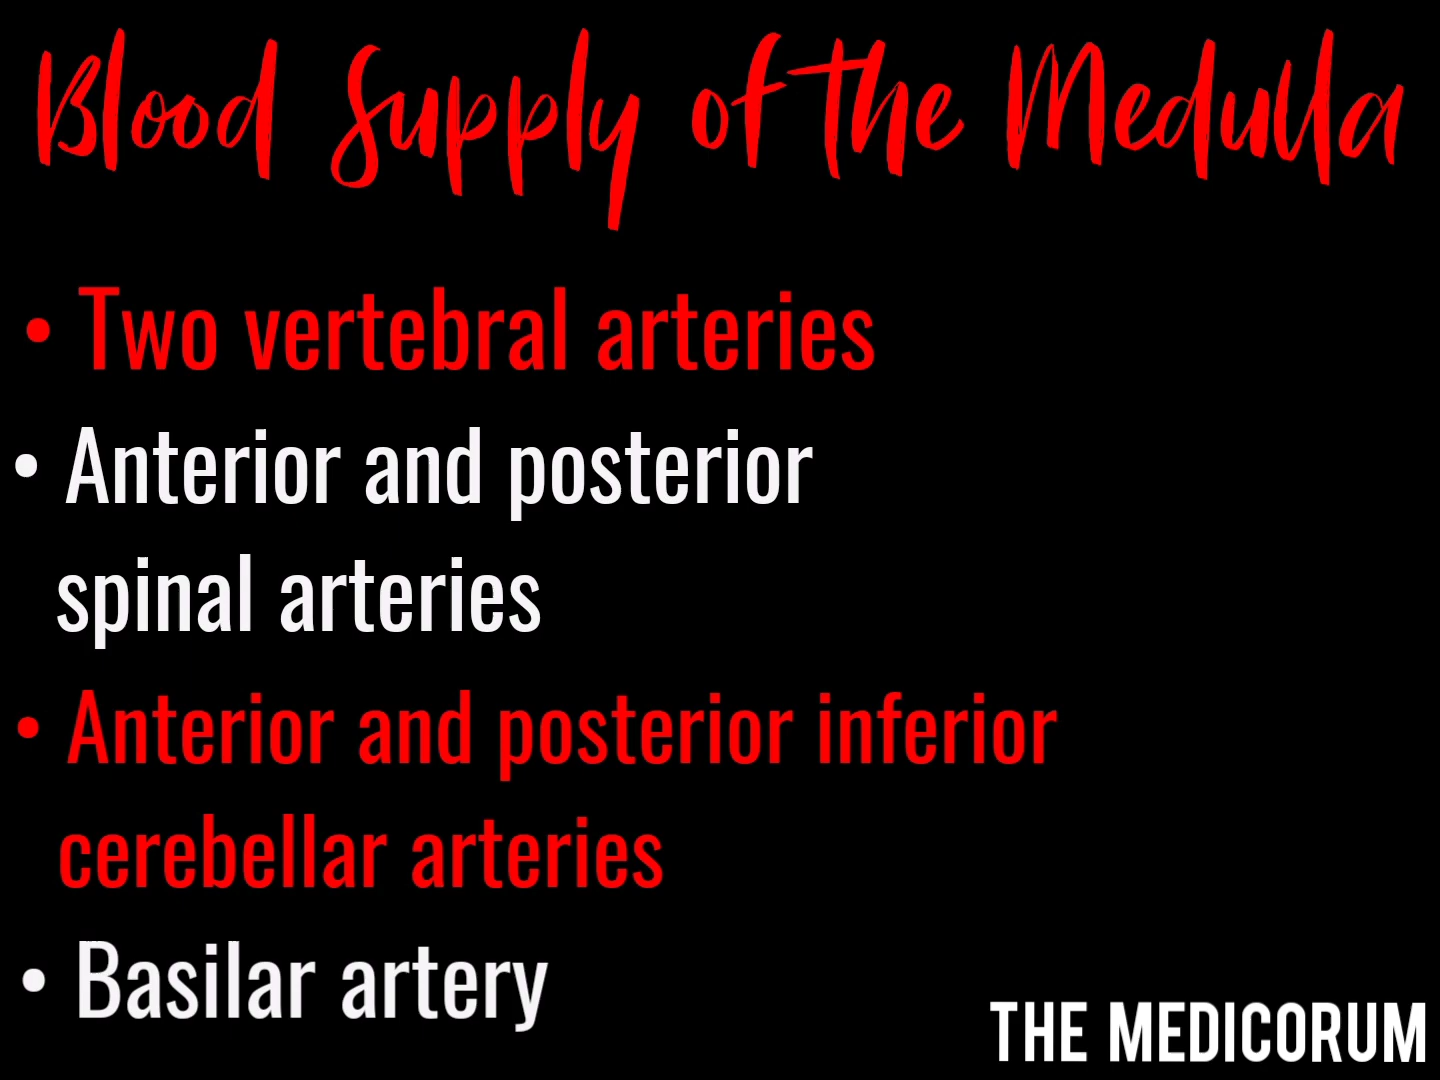 Blood Supply of the Medulla
• Two vertebral arteries
• Anterior and posterior
spinal arteries
• Anterior and posterior inferior
cerebellar arteries
• Basilar artery
THE MEDICORUM